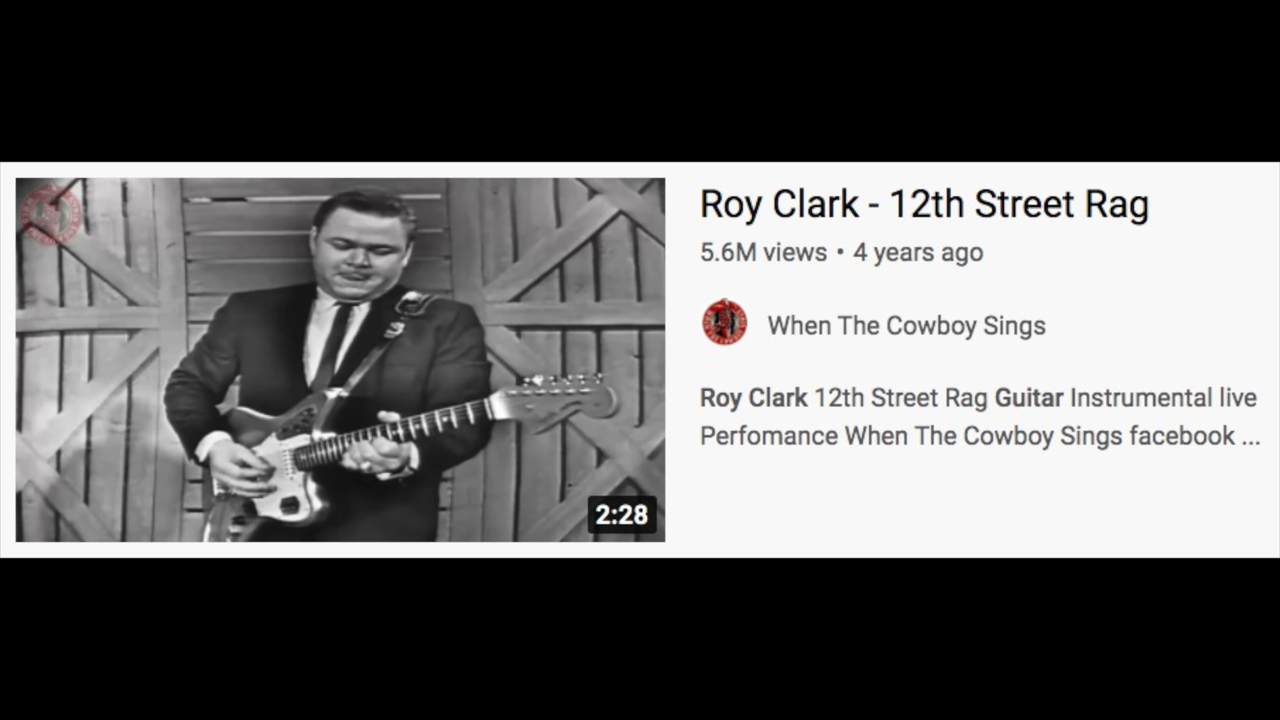 Roy Clark - 12th Street Rag
5.6M views • 4 years ago
When The Cowboy Sings
Roy Clark 12th Street Rag Guitar Instrumental live
Perfomance When The Cowboy Sings facebook ...
2:28